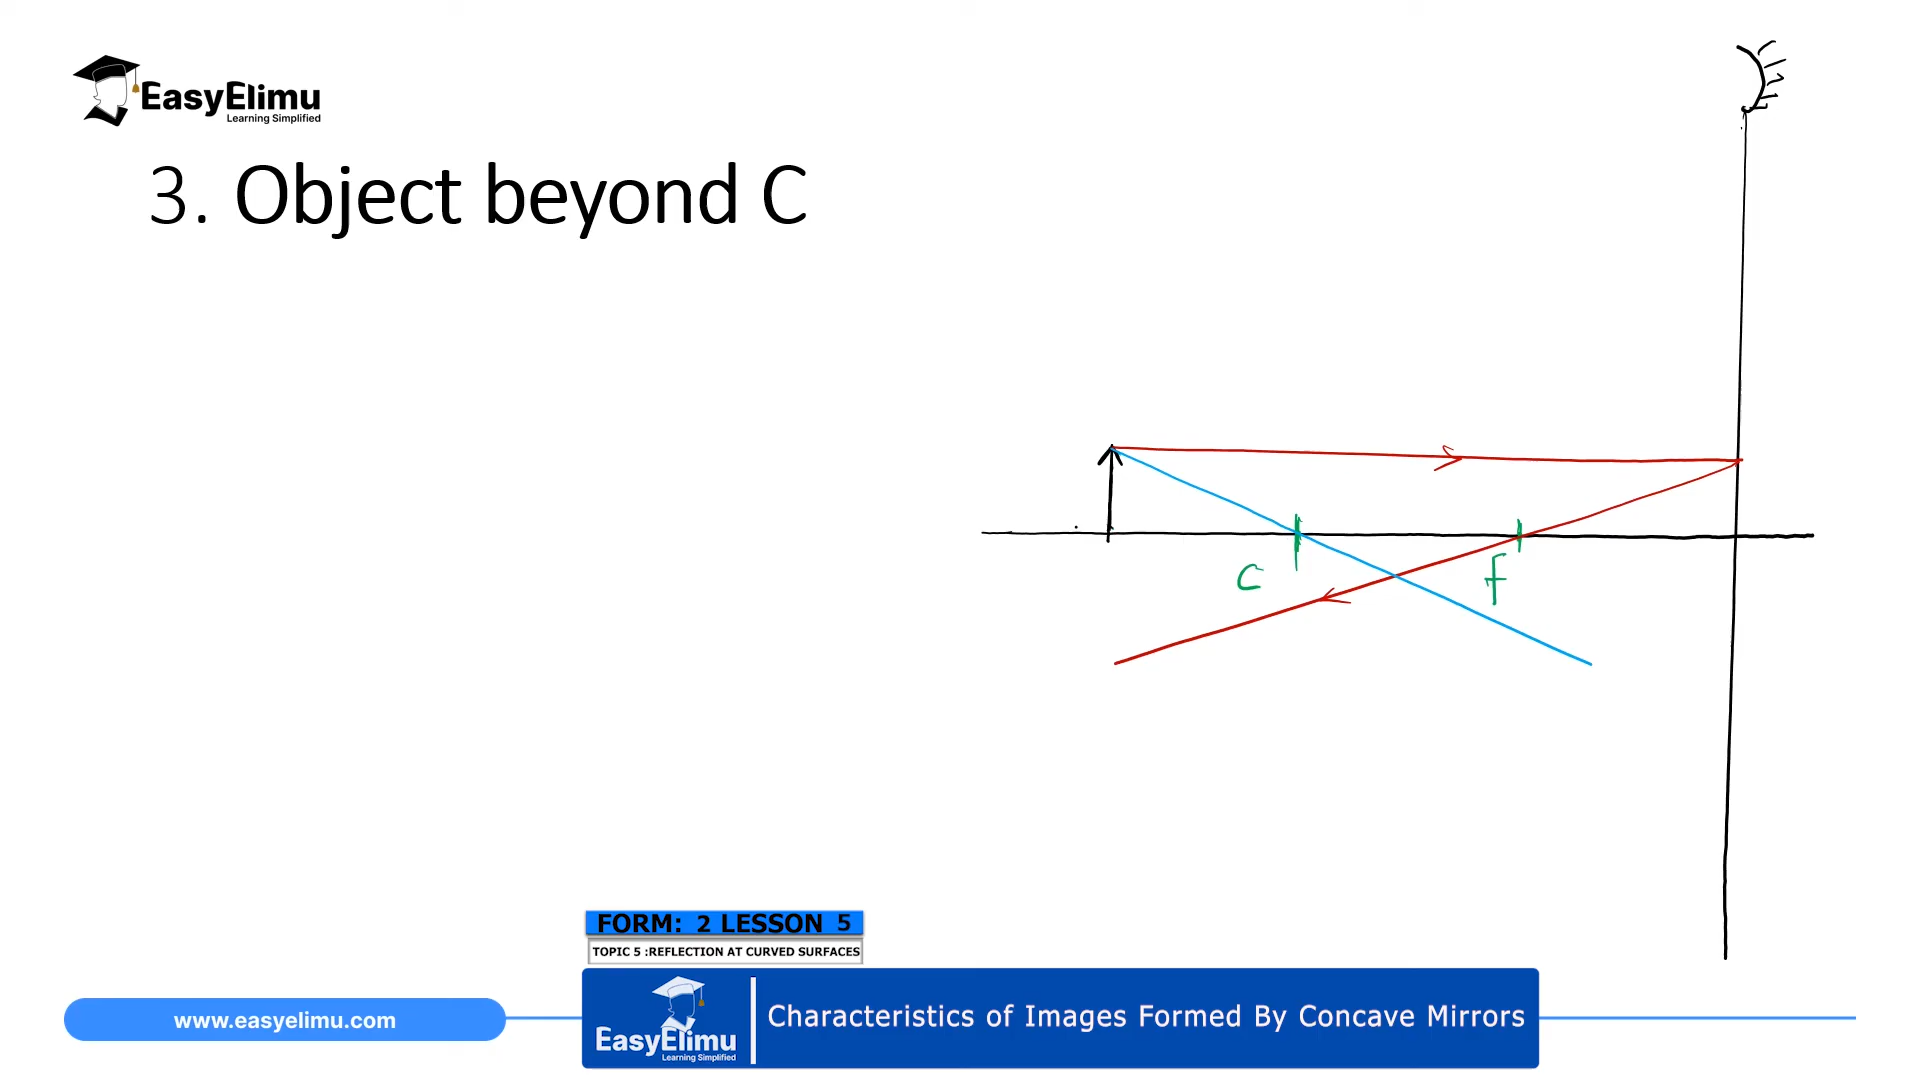 EasyElimu
Learning Simplified
3. Object beyond C
C
F
FORM: 2 LESSON 5
TOPIC 5 :REFLECTION AT CURVED SURFACES
www.easyelimu.com
EasyElimu
Learning Simplified
Characteristics of Images Formed By Concave Mirrors